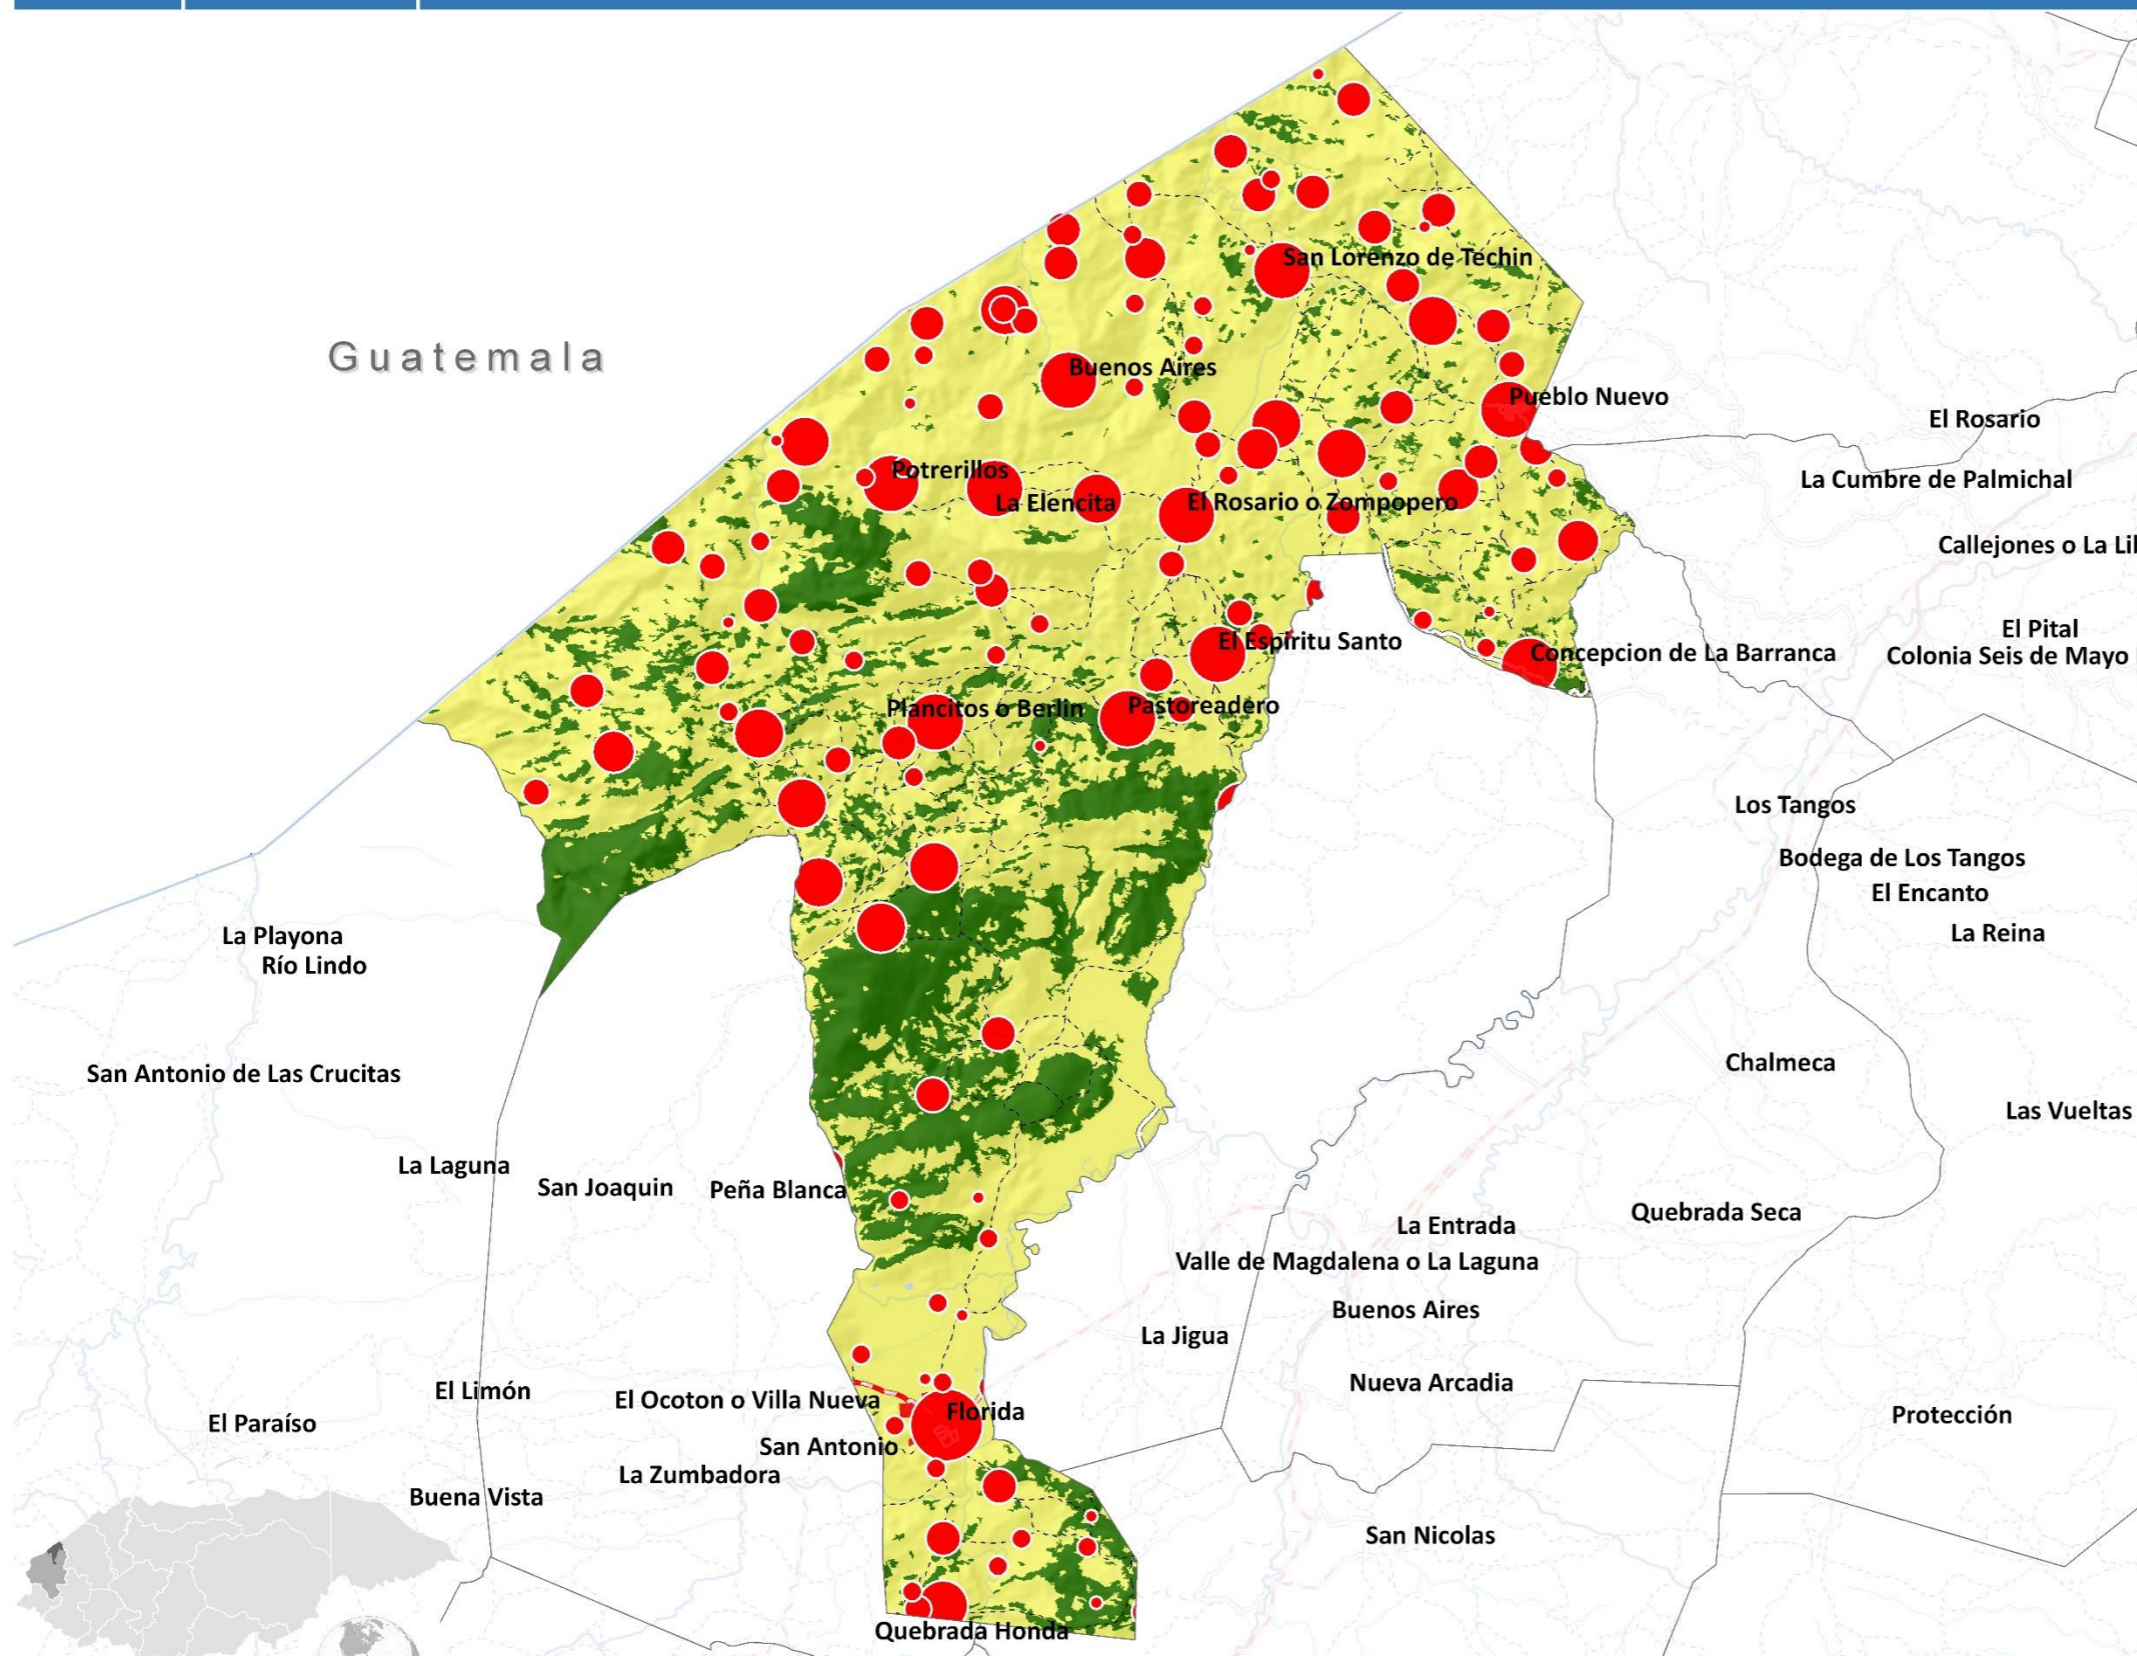 San Lorenzo de Techin
Guatemala
Buenos Aires
Pueblo Nuevo
El Rosario
Potrerillos
La Cumbre de Palmichal
La Elencita
El Rosario o Zompopero
Callejones o La Lil
El Pital
El Espíritu Santo
Concepcion de La Barranca
Colonia Seis de Mayo
Plancitos o Berlin
Pastoreadero
Los Tangos
Bodega de Los Tangos
El Encanto
La Playona
La Reina
Río Lindo
Chalmeca
San Antonio de Las Crucitas
Las Vueltas
La Laguna
San Joaquin
Peña Blanca
Quebrada Seca
La Entrada
Valle de Magdalena o La Laguna
Buenos Aires
La Jigua
Nueva Arcadia
El Limón
El Ocoton o Villa Nueva
Florida
El Paraíso
Protección
San Antonio
La Zumbadora
Buena Vista
San Nicolas
Quebrada Honda